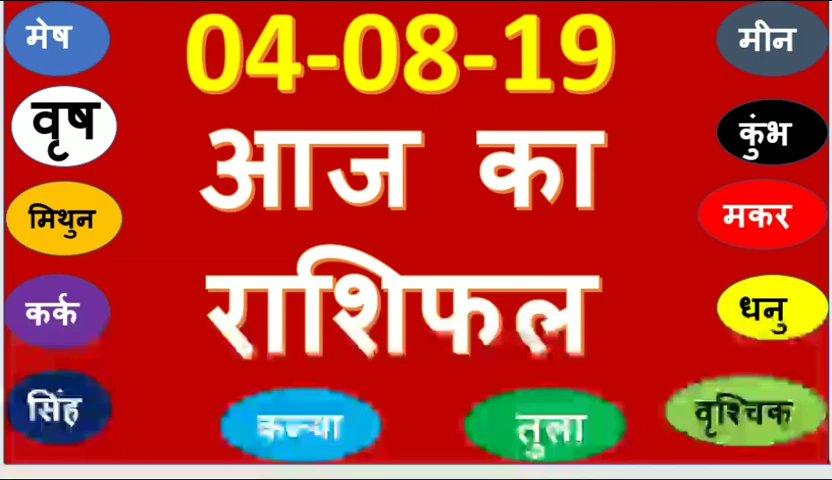 04-08-19
आज का
राशिफल
मेष
वृष
मिथुन
कर्क
सिंह
कन्या
तुला
वृश्चिक
धनु
मकर
कुंभ
मीन